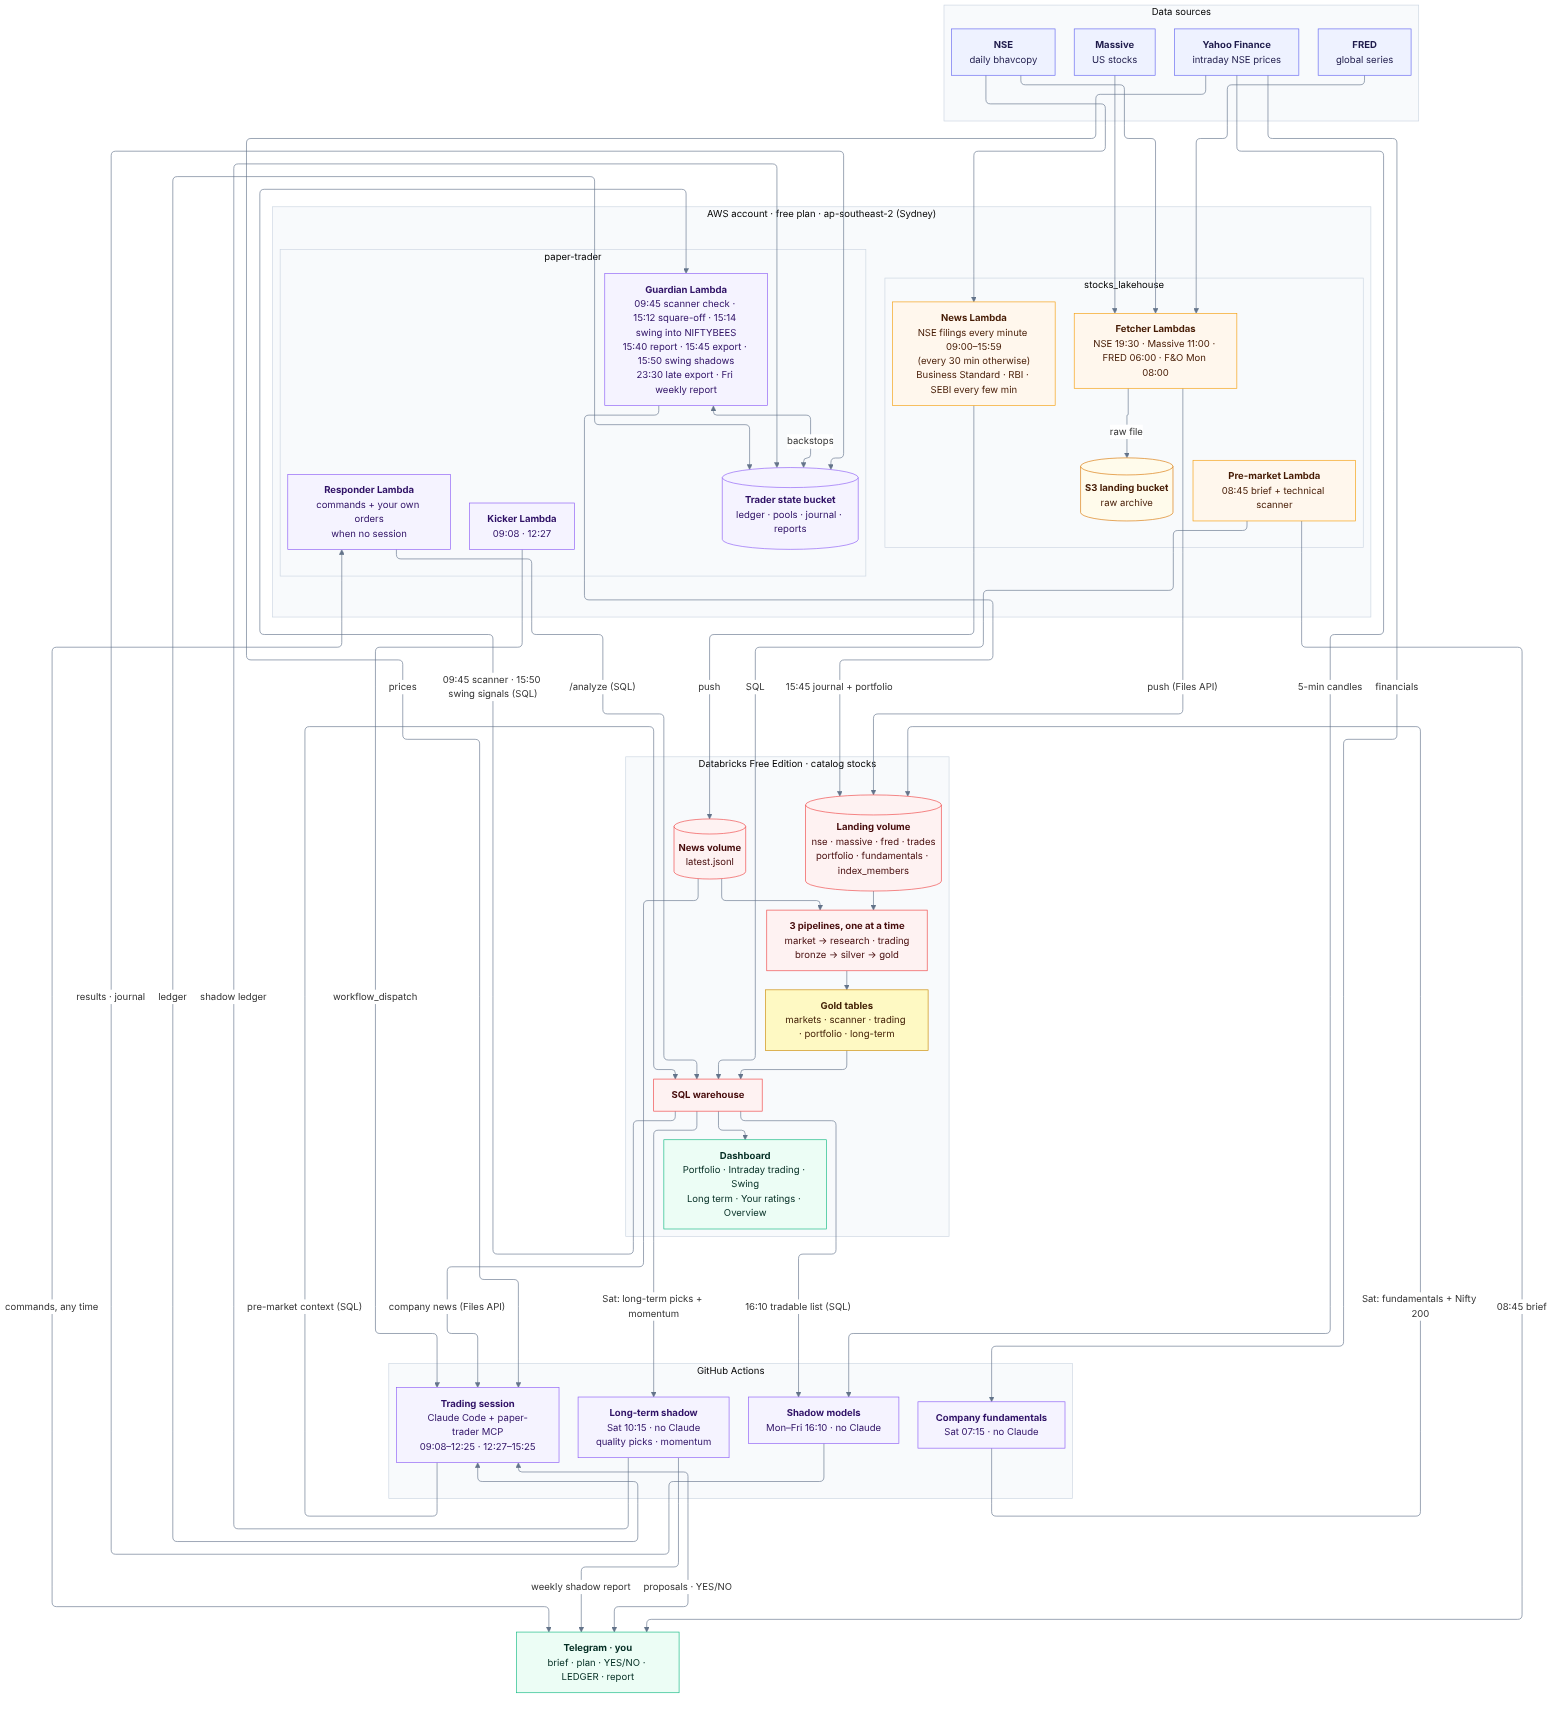 Data sources
NSE
daily bhavcopy
Massive
US stocks
Yahoo Finance
intraday NSE prices
FRED
global series
AWS account · free plan · ap-southeast-2 (Sydney)
paper-trader
Guardian Lambda
09:45 scanner check ·
15:12 square-off · 15:14
swing into NIFTYBEES
15:40 report · 15:45 export ·
15:50 swing shadows
23:30 late export · Fri
weekly report
backstops
Responder Lambda
commands + your own
orders
when no session
Kicker Lambda
09:08 · 12:27
Trader state bucket
ledger · pools · journal ·
reports
stocks_lakehouse
News Lambda
NSE filings every minute
09:00–15:59
(every 30 min otherwise)
Business Standard · RBI ·
SEBI every few min
Fetcher Lambdas
NSE 19:30 · Massive 11:00 ·
FRED 06:00 · F&O Mon
08:00
raw file
S3 landing bucket
raw archive
Pre-market Lambda
08:45 brief + technical
scanner
prices
09:45 scanner · 15:50
swing signals (SQL)
/analyze (SQL)
push
SQL
15:45 journal + portfolio
push (Files API)
5-min candles
financials
Databricks Free Edition · catalog stocks
News volume
latest.jsonl
Landing volume
nse · massive · fred · trades
portfolio · fundamentals ·
index_members
3 pipelines, one at a time
market → research · trading
bronze → silver → gold
results · journal
ledger
shadow ledger
workflow_dispatch
Gold tables
markets · scanner · trading
· portfolio · long-term
SQL warehouse
Dashboard
Portfolio · Intraday trading ·
Swing
Long term · Your ratings ·
Overview
commands, any time
pre-market context (SQL)
company news (Files API)
Sat: long-term picks +
momentum
16:10 tradable list (SQL)
Sat: fundamentals + Nifty
200
08:45 brief
GitHub Actions
Trading session
Claude Code + paper-
trader MCP
09:08–12:25 · 12:27–15:25
Long-term shadow
Sat 10:15 · no Claude
quality picks · momentum
Shadow models
Mon–Fri 16:10 · no Claude
Company fundamentals
Sat 07:15 · no Claude
weekly shadow report
proposals · YES/NO
Telegram · you
brief · plan · YES/NO ·
LEDGER · report